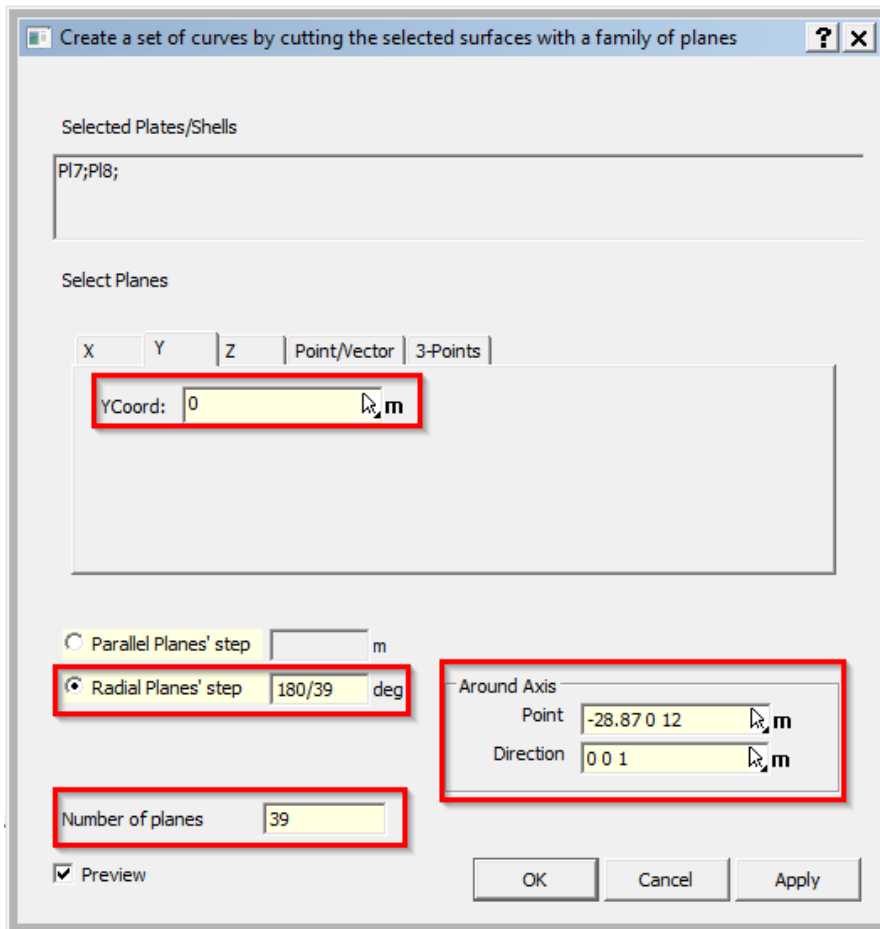 Create a set of curves by cutting the selected surfaces with a family of planes ?
Selected Plates/Shells
Pl7;Pl8;
Select Planes
X Y Z Point/Vector 3-Points
YCoord: 0 m
Parallel Planes' step m
Radial Planes' step 180/39 deg
Around Axis
Point -28.87 0 12 m
Direction 0 0 1 m
Number of planes 39
Preview
OK Cancel Apply